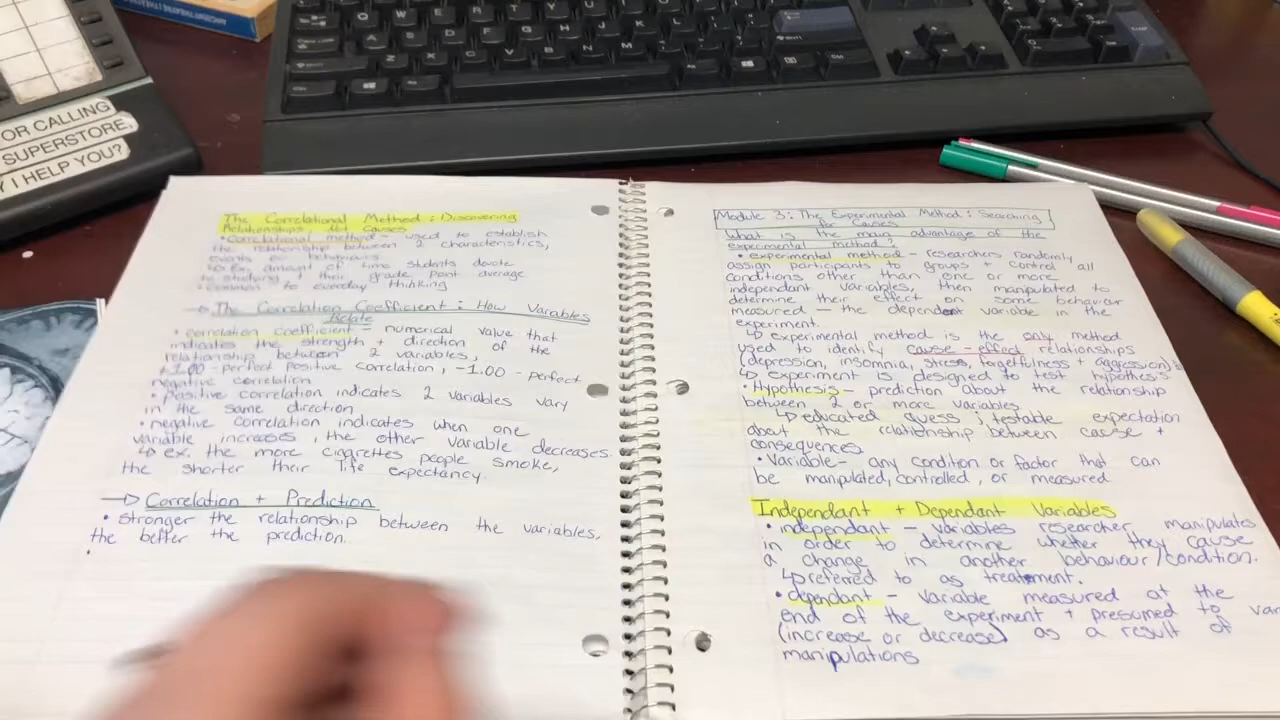 OR CALLING
SUPERSTORE,
I HELP YOU?
The Correlational Method : Discovering
Relationships, Not Causes
• Correlational method - used to establish
the relationship between 2 characteristics,
events or behaviours
↳ Ex. amount of time students devote
to studying + their grade point average
• common to everyday thinking
→ The Correlation Coefficient : How Variables
Relate
• correlation coefficient - numerical value that
indicates the strength + direction of the
relationship between 2 variables,
+1.00 - perfect positive correlation, -1.00 - perfect
negative correlation
• positive correlation indicates 2 variables vary
in the same direction
• negative correlation indicates when one
variable increases, the other variable decreases.
↳ ex. the more cigarettes people smoke,
the shorter their life expectancy.
→ Correlation + Prediction
• stronger the relationship between the variables,
the better the prediction.
•
Module 3: The Experimental Method : Searching
for Causes
What is the main advantage of the
experimental method?
• experimental method - researchers randomly
assign participants to groups + control all
conditions other than one or more
independant variables, then manipulated to
determine their effect on some behaviour
measured - the dependent variable in the
experiment.
↳ experimental method is the only method
used to identify cause-effect relationships
(depression, insomnia, stress, forgetfulness + aggression)
↳ experiment is designed to test hypothesis
• Hypothesis - prediction about the relationship
between 2 or more variables
↳ educated guess, testable expectation
about the relationship between cause +
consequences
• Variable - any condition or factor that can
be manipulated, controlled, or measured
Independant + Dependant Variables
• independant - variables researcher manipulates
in order to determine whether they cause
a change in another behaviour/condition.
↳ preferred to as treatment.
• dependant - variable measured at the
end of the experiment + presumed to var
(increase or decrease) as a result of
manipulations